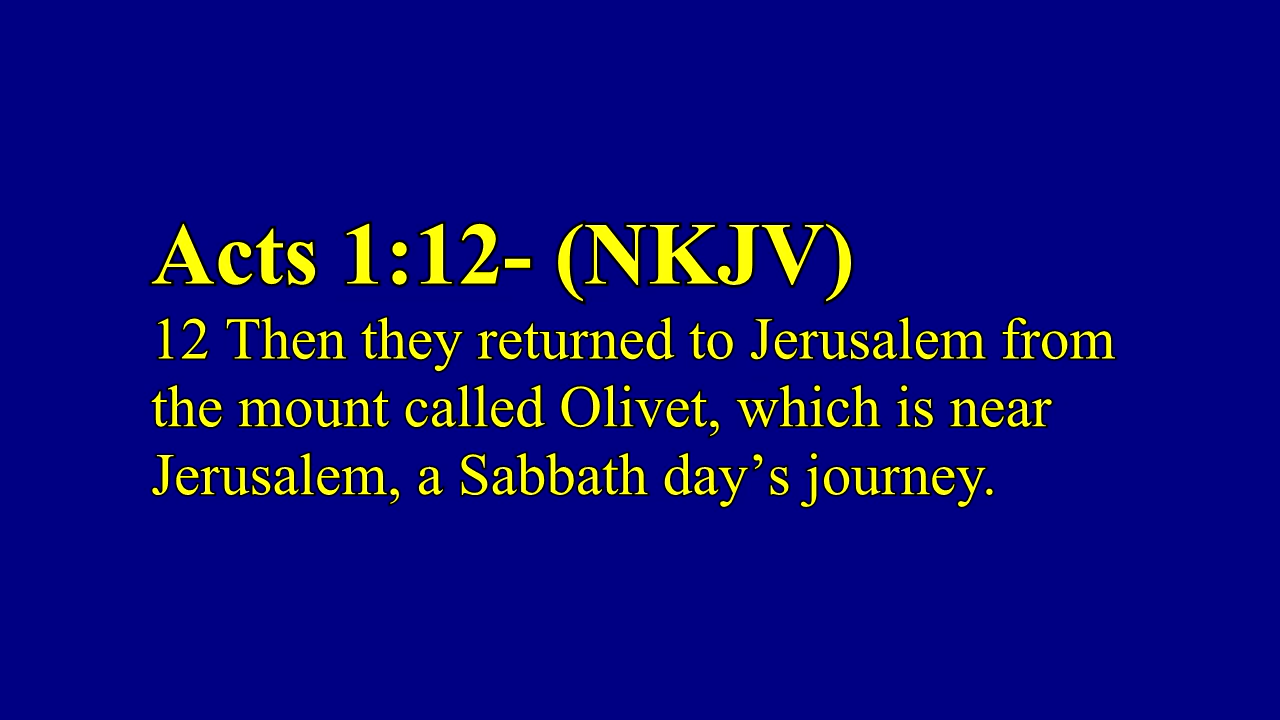 Acts 1:12- (NKJV)
12 Then they returned to Jerusalem from
the mount called Olivet, which is near
Jerusalem, a Sabbath day’s journey.